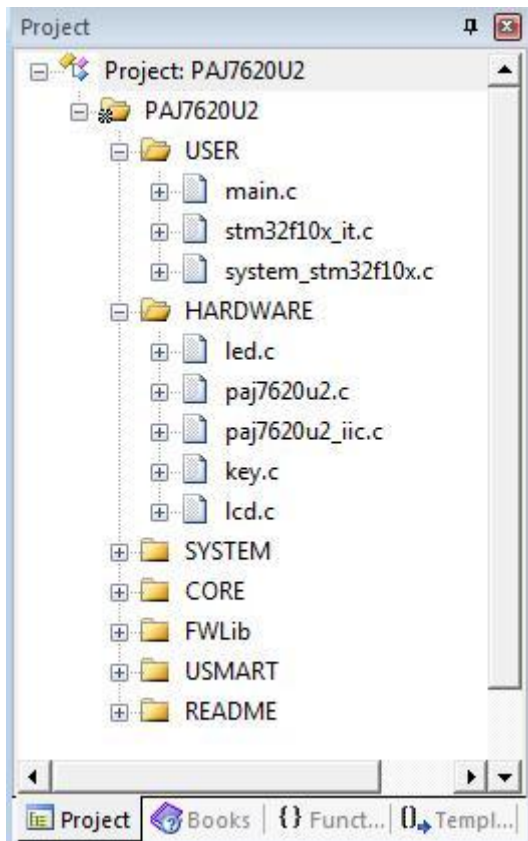 Project
Project: PAJ7620U2
PAJ7620U2
USER
main.c
stm32f10x_it.c
system_stm32f10x.c
HARDWARE
led.c
paj7620u2.c
paj7620u2_iic.c
key.c
lcd.c
SYSTEM
CORE
FWLib
USMART
README
Project Books {} Funct... 0 Templ...